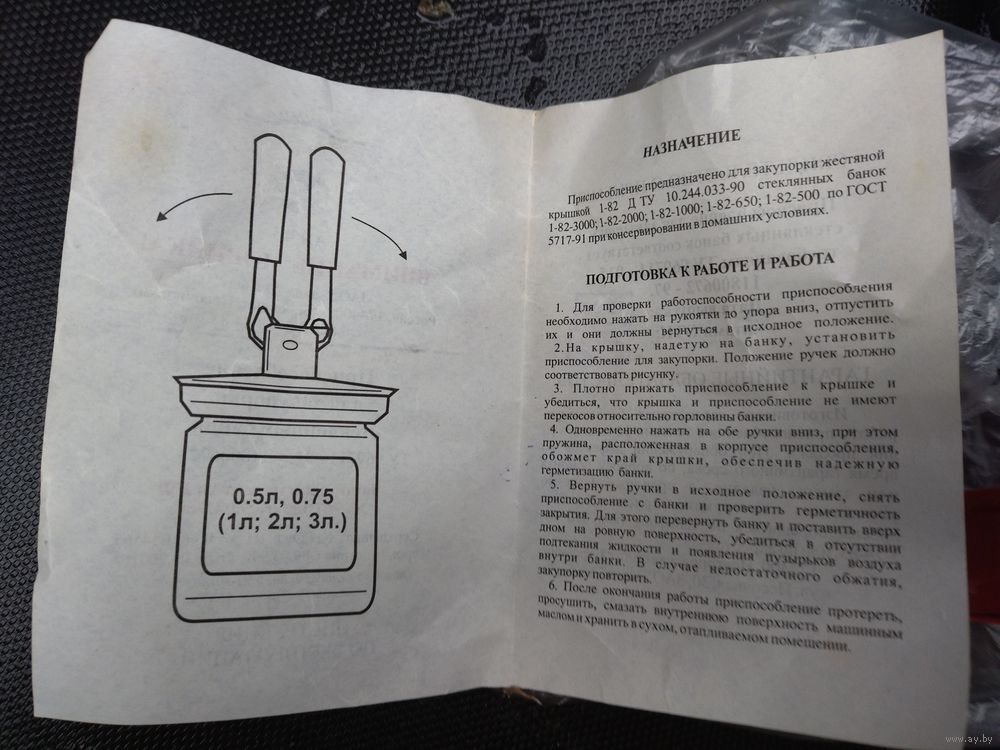 0.5л, 0.75
(1л; 2л; 3л.)
НАЗНАЧЕНИЕ
Приспособление предназначено для закупорки жестяной
крышкой 1-82 Д ТУ 10.244.033-90 стеклянных банок
1-82-3000; 1-82-2000; 1-82-1000; 1-82-650; 1-82-500 по ГОСТ
5717-91 при консервировании в домашних условиях.
ПОДГОТОВКА К РАБОТЕ И РАБОТА
1. Для проверки работоспособности приспособления
необходимо нажать на рукоятки до упора вниз, отпустить
их и они должны вернуться в исходное положение.
2. На крышку, надетую на банку, установить
приспособление для закупорки. Положение ручек должно
соответствовать рисунку.
3. Плотно прижать приспособление к крышке и
убедиться, что крышка и приспособление не имеют
перекосов относительно горловины банки.
4. Одновременно нажать на обе ручки вниз, при этом
пружина, расположенная в корпусе приспособления,
обожмет край крышки, обеспечив надежную
герметизацию банки.
5. Вернуть ручки в исходное положение, снять
приспособление с банки и проверить герметичность
закрытия. Для этого перевернуть банку и поставить вверх
дном на ровную поверхность, убедиться в отсутствии
подтекания жидкости и появления пузырьков воздуха
внутри банки. В случае недостаточного обжатия,
закупорку повторить.
6. После окончания работы приспособление протереть,
просушить, смазать внутреннюю поверхность машинным
маслом и хранить в сухом, отапливаемом помещении.
www.ay.by